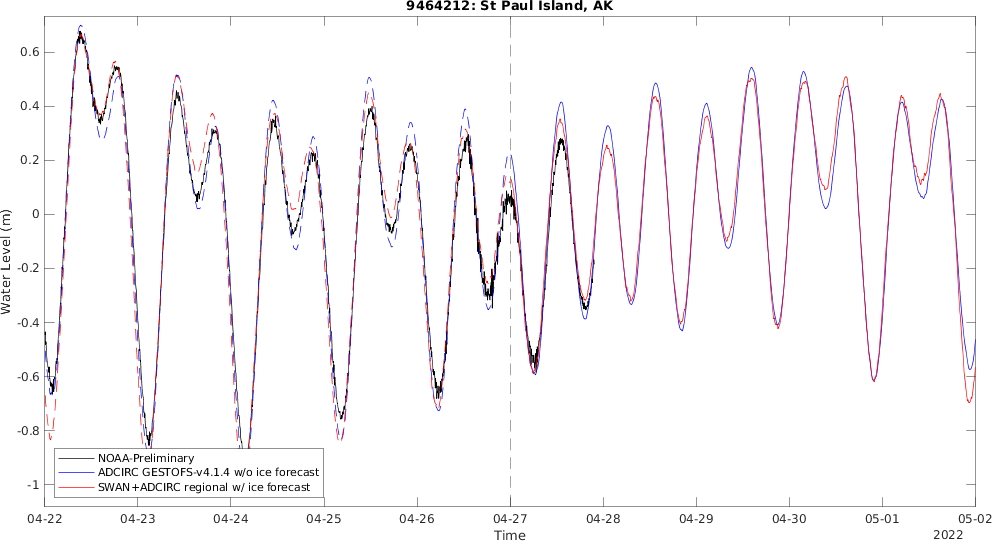 9464212: St Paul Island, AK
Water Level (m)
0.6
0.4
0.2
0
-0.2
-0.4
-0.6
-0.8
-1
NOAA-Preliminary
ADCIRC GESTOFS-v4.1.4 w/o ice forecast
SWAN+ADCIRC regional w/ ice forecast
04-22 04-23 04-24 04-25 04-26 04-27 04-28 04-29 04-30 05-01 05-02
Time
2022